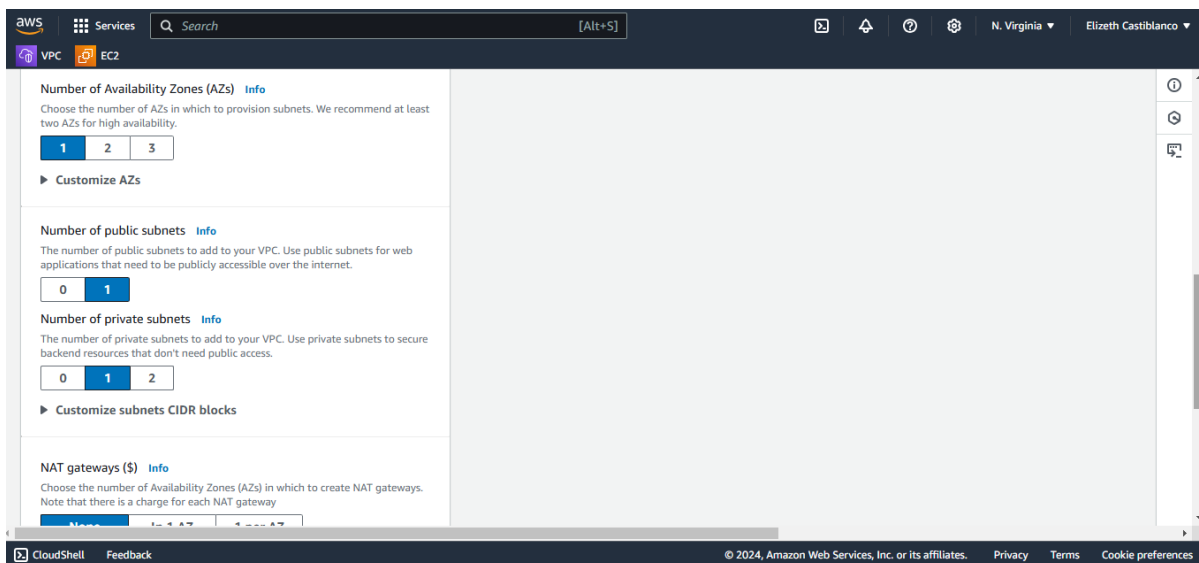 aws Services Search [Alt+S] N. Virginia Elizeth Castiblanco
VPC EC2
Number of Availability Zones (AZs) Info
Choose the number of AZs in which to provision subnets. We recommend at least
two AZs for high availability.
1 2 3
Customize AZs
Number of public subnets Info
The number of public subnets to add to your VPC. Use public subnets for web
applications that need to be publicly accessible over the internet.
0 1
Number of private subnets Info
The number of private subnets to add to your VPC. Use private subnets to secure
backend resources that don't need public access.
0 1 2
Customize subnets CIDR blocks
NAT gateways ($) Info
Choose the number of Availability Zones (AZs) in which to create NAT gateways.
Note that there is a charge for each NAT gateway
None In 1 AZ 1 per AZ
CloudShell Feedback © 2024, Amazon Web Services, Inc. or its affiliates. Privacy Terms Cookie preferences